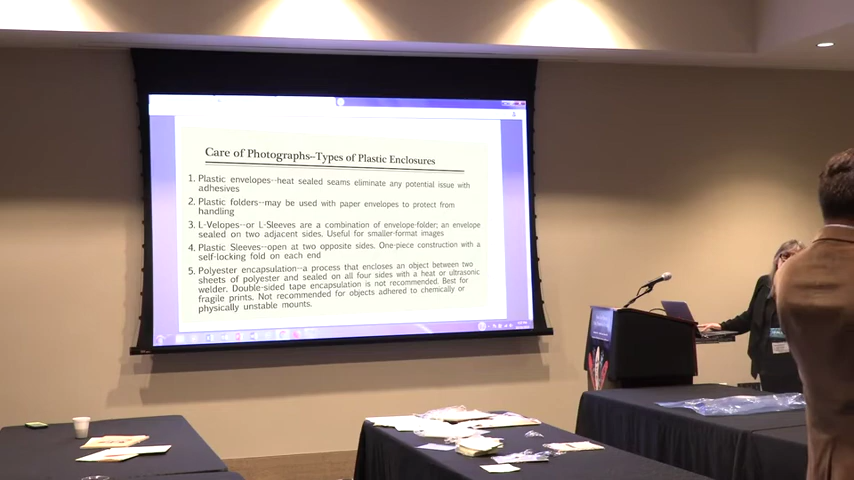 Care of Photographs--Types of Plastic Enclosures
1. Plastic envelopes--heat sealed seams eliminate any potential issue with
adhesives
2. Plastic folders--may be used with paper envelopes to protect from
handling
3. L-Velopes--or L-Sleeves are a combination of envelope-folder; an envelope
sealed on two adjacent sides. Useful for smaller-format images
4. Plastic Sleeves--open at two opposite sides. One-piece construction with a
self-locking fold on each end
5. Polyester encapsulation--a process that encloses an object between two
sheets of polyester and sealed on all four sides with a heat or ultrasonic
welder. Double-sided tape encapsulation is not recommended. Best for
fragile prints. Not recommended for objects adhered to chemically or
physically unstable mounts.